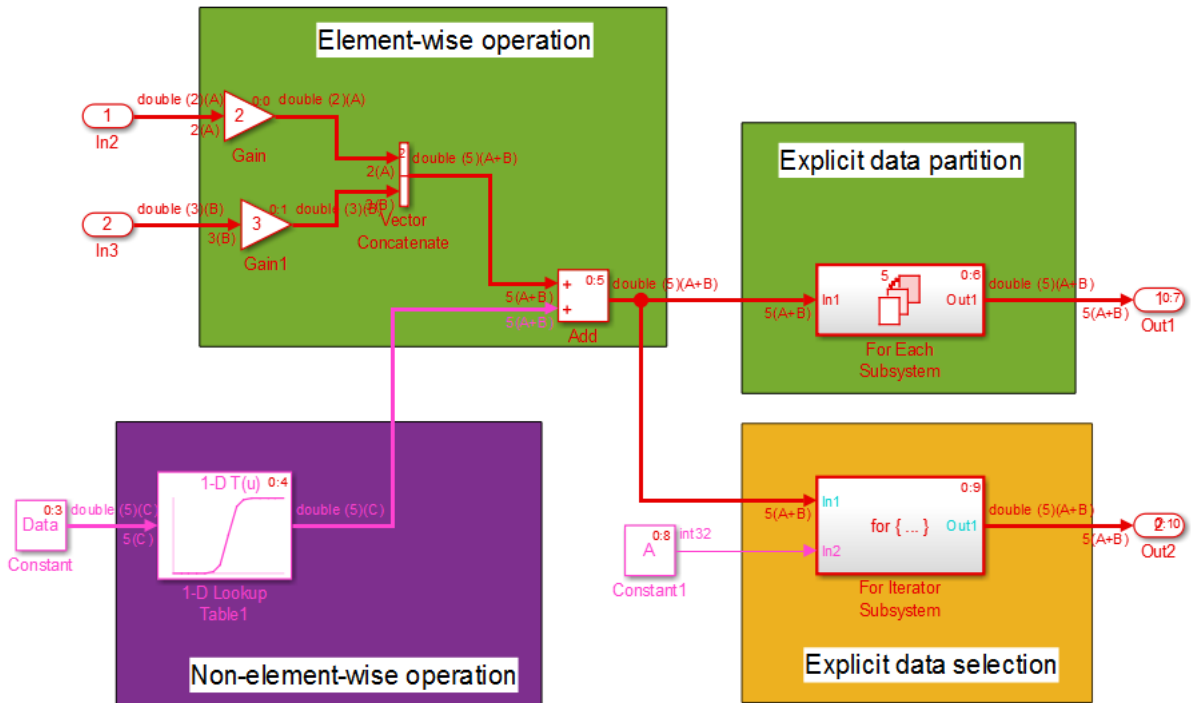 Element-wise operation
double (2)(A)
0:0
double (2)(A)
1
2
2(A)
In2
Gain
2
double (5)(A+B)
2(A)
double (3)(B)
0:1
double (3)(B)
3(B)
2
3
3(B)
In3
Gain1
Vector
Concatenate
Explicit data partition
+
0:5
double (5)(A+B)
5(A+B)
+
5(A+B)
Add
5
0:6
double (5)(A+B)
In1
Out1
5(A+B)
5(A+B)
1
0:7
Out1
For Each
Subsystem
1-D T(u)
0:4
0:3
double (5)(C)
double (5)(C)
Data
5(C)
Constant
1-D Lookup
Table1
Non-element-wise operation
0:8
int32
A
Constant1
0:9
In1
double (5)(A+B)
5(A+B)
for { ... }
Out1
2
0:10
5(A+B)
In2
Out2
For Iterator
Subsystem
Explicit data selection